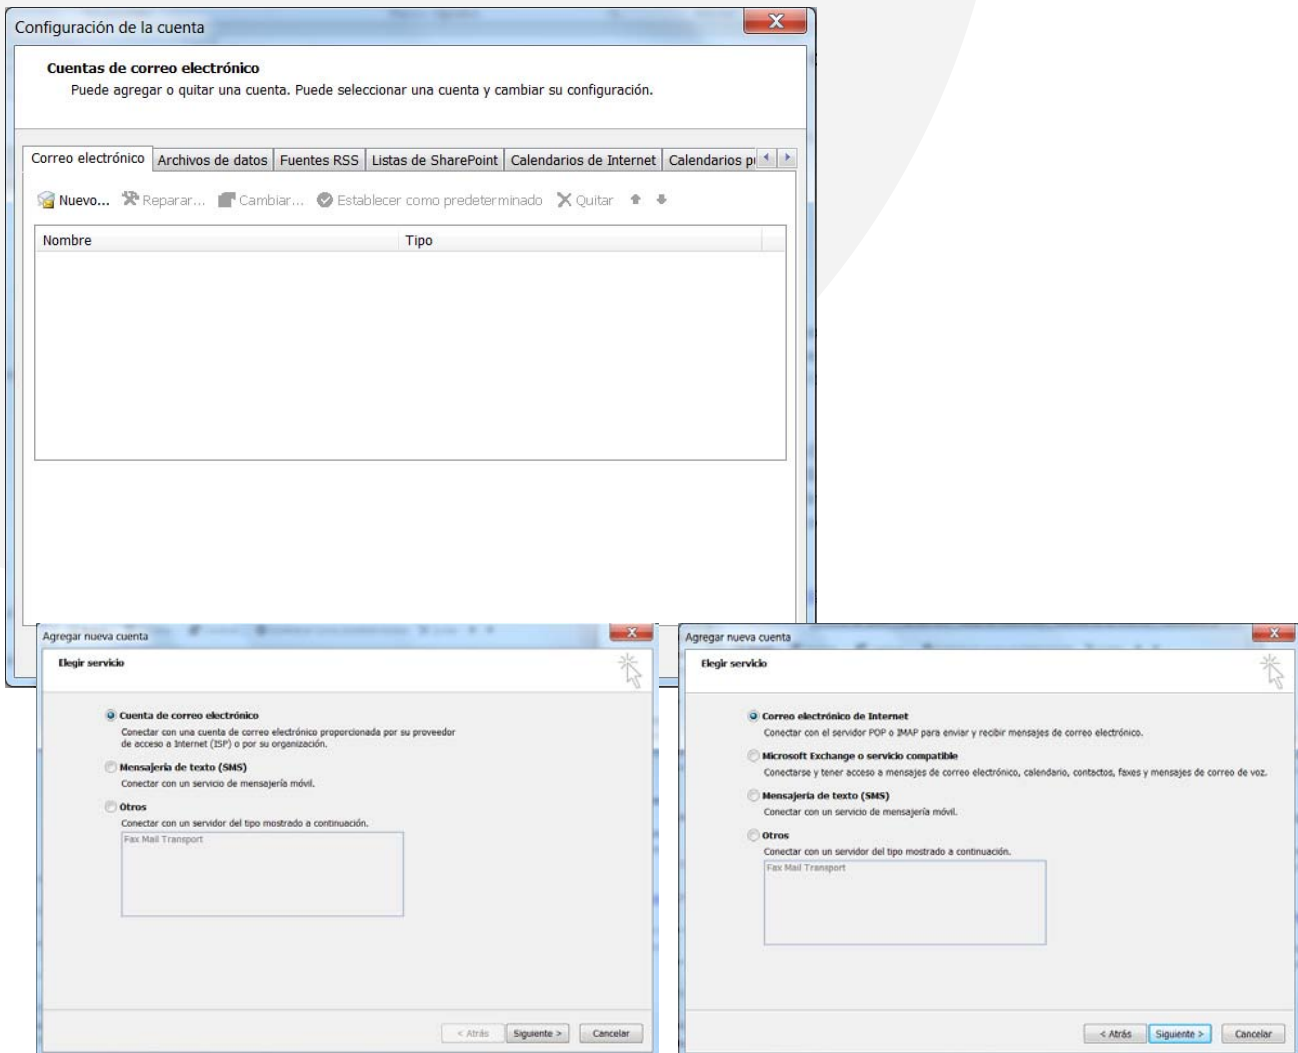 Configuración de la cuenta
Cuentas de correo electrónico
Puede agregar o quitar una cuenta. Puede seleccionar una cuenta y cambiar su configuración.
Correo electrónico Archivos de datos Fuentes RSS Listas de SharePoint Calendarios de Internet Calendarios
Nuevo... Reparar... Cambiar... Establecer como predeterminado Quitar
Nombre Tipo
Agregar nueva cuenta
Elegir servicio
Cuenta de correo electrónico
Conectar con una cuenta de correo electrónico proporcionada por su proveedor
de acceso a Internet (ISP) o por su organización.
Mensajería de texto (SMS)
Conectar con un servicio de mensajería móvil.
Otros
Conectar con un servidor del tipo mostrado a continuación.
Fax Mail Transport
< Atrás Siguiente > Cancelar
Agregar nueva cuenta
Elegir servicio
Correo electrónico de Internet
Conectar con el servidor POP o IMAP para enviar y recibir mensajes de correo electrónico.
Microsoft Exchange o servicio compatible
Conectarse y tener acceso a mensajes de correo electrónico, calendario, contactos, faxes y mensajes de correo de voz.
Mensajería de texto (SMS)
Conectar con un servicio de mensajería móvil.
Otros
Conectar con un servidor del tipo mostrado a continuación.
Fax Mail Transport
< Atrás Siguiente > Cancelar